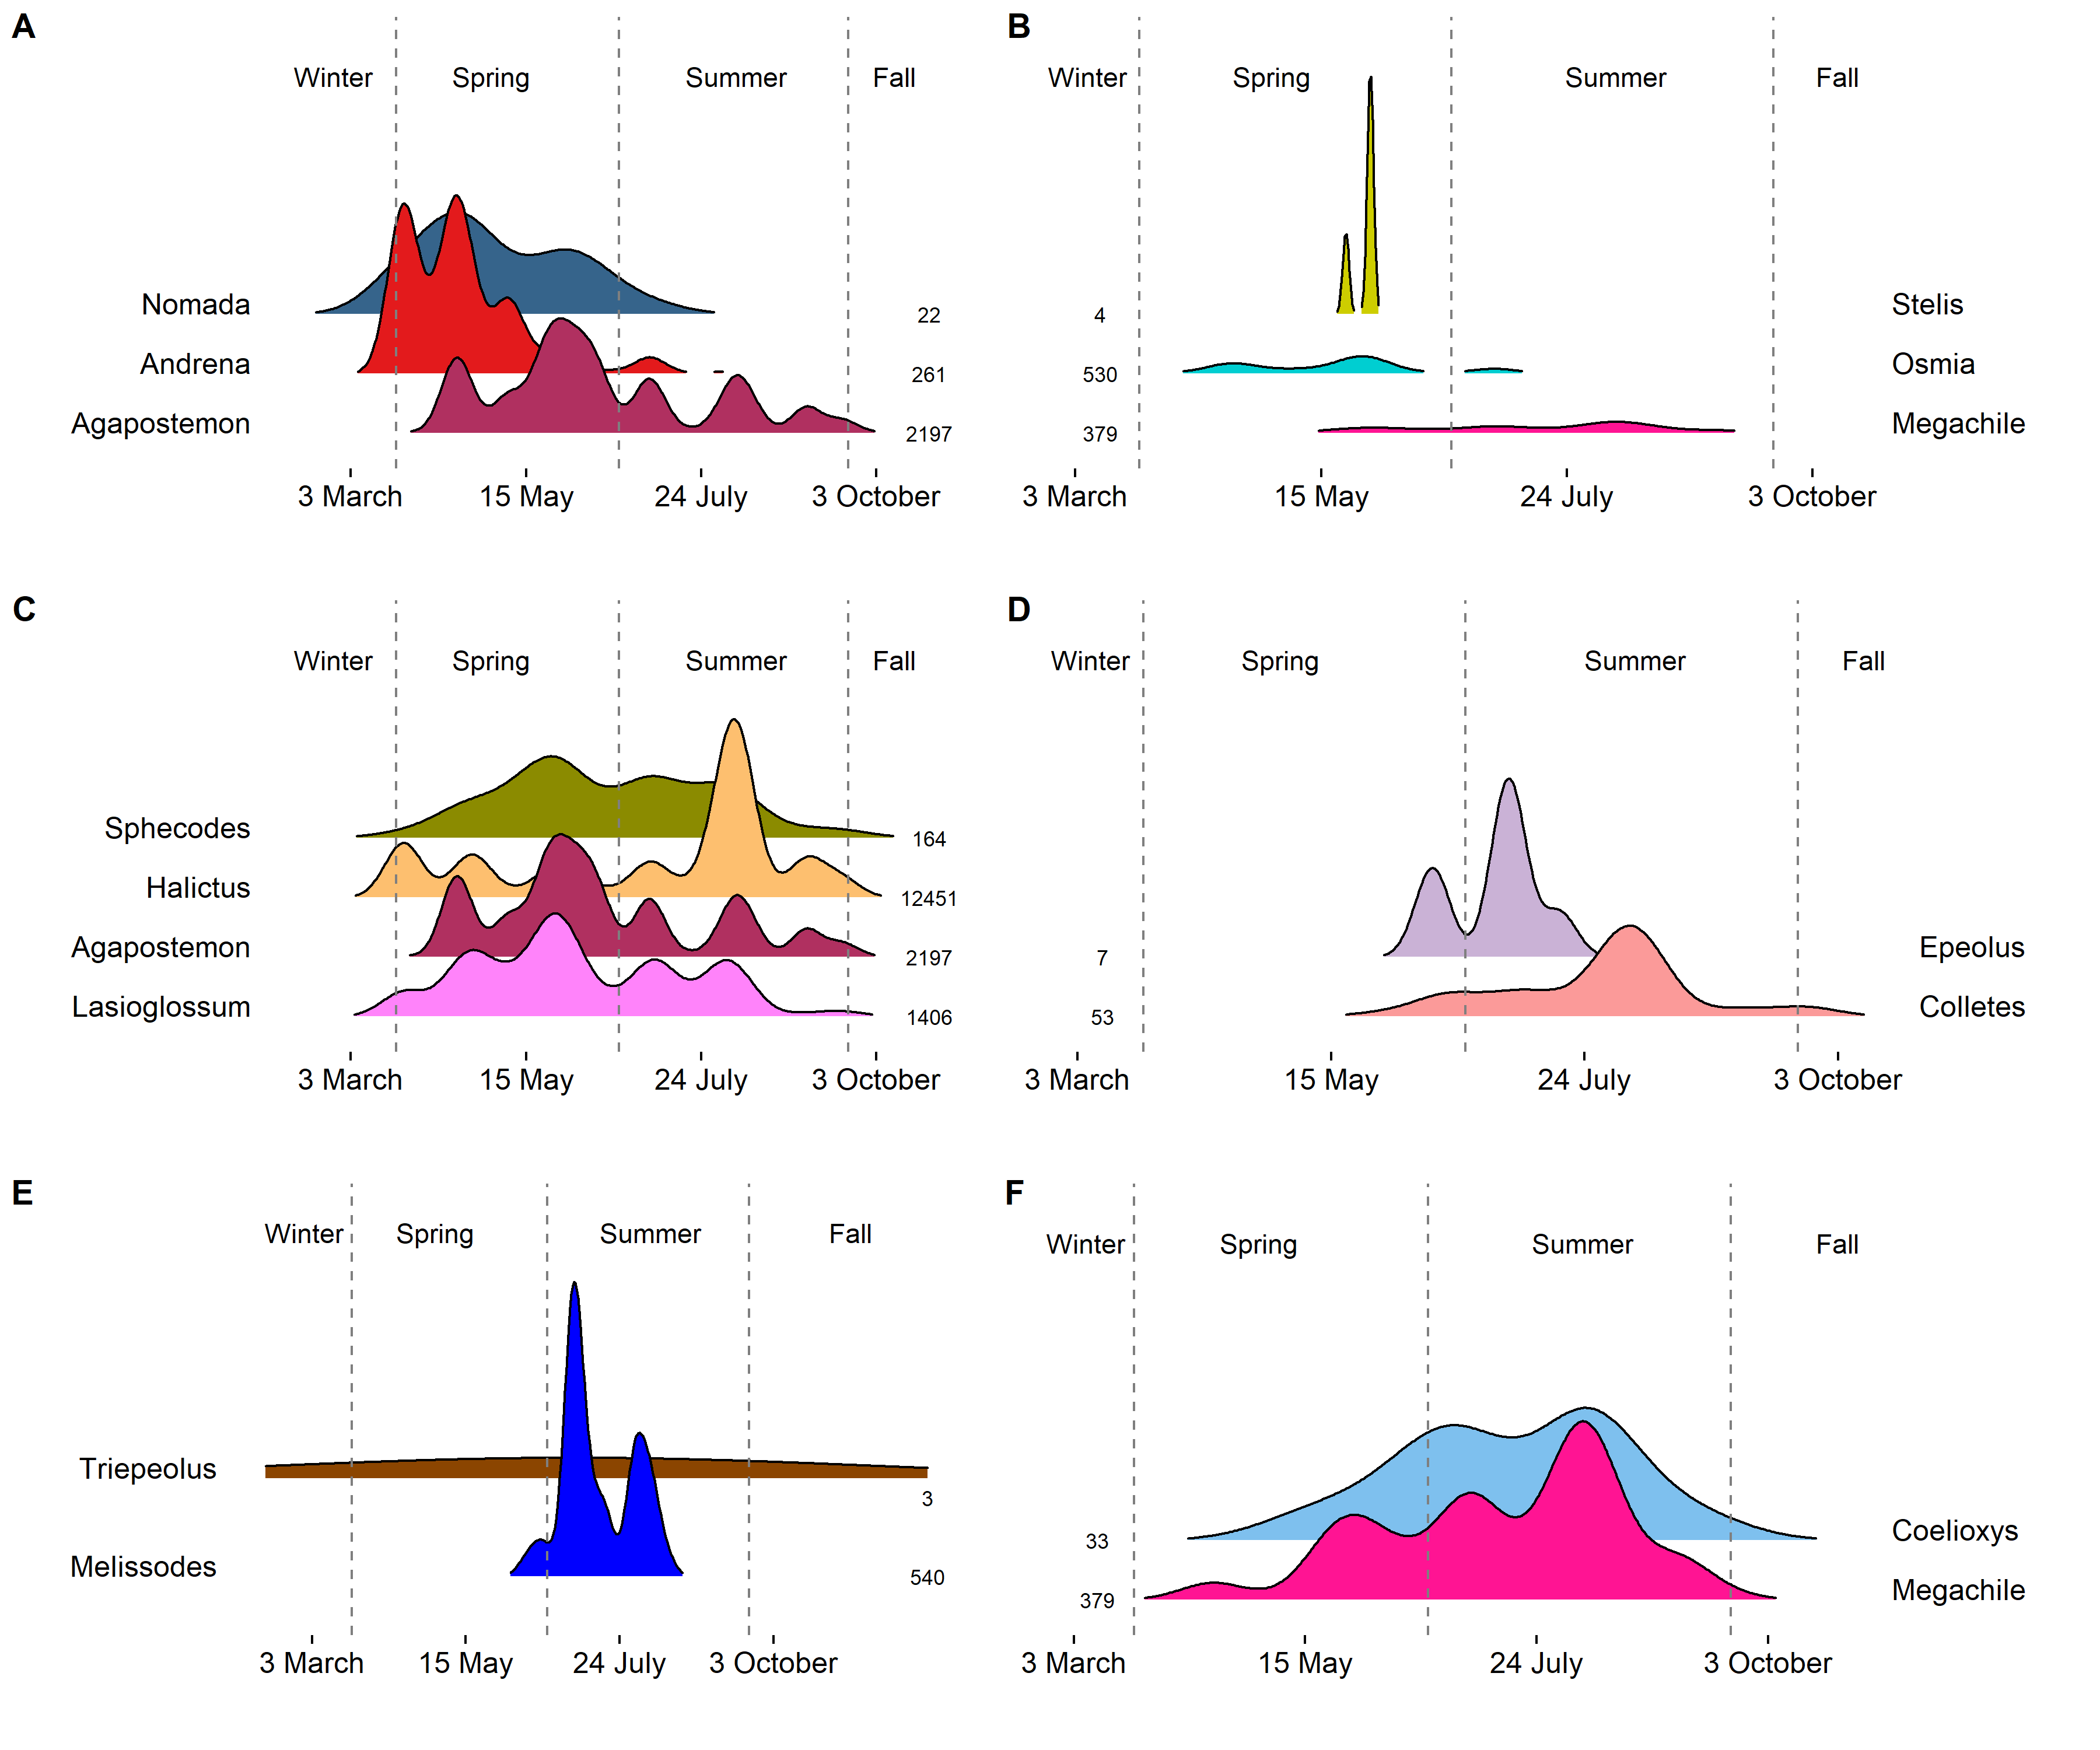 A
Winter Spring Summer Fall
Nomada 22
Andrena 261
Agapostemon 2197
3 March 15 May 24 July 3 October
B
Winter Spring Summer Fall
4 Stelis
530 Osmia
379 Megachile
3 March 15 May 24 July 3 October
C
Winter Spring Summer Fall
Sphecodes 164
Halictus 12451
Agapostemon 2197
Lasioglossum 1406
3 March 15 May 24 July 3 October
D
Winter Spring Summer Fall
7 Epeolus
53 Colletes
3 March 15 May 24 July 3 October
E
Winter Spring Summer Fall
Triepeolus 3
Melissodes 540
3 March 15 May 24 July 3 October
F
Winter Spring Summer Fall
33 Coelioxys
379 Megachile
3 March 15 May 24 July 3 October